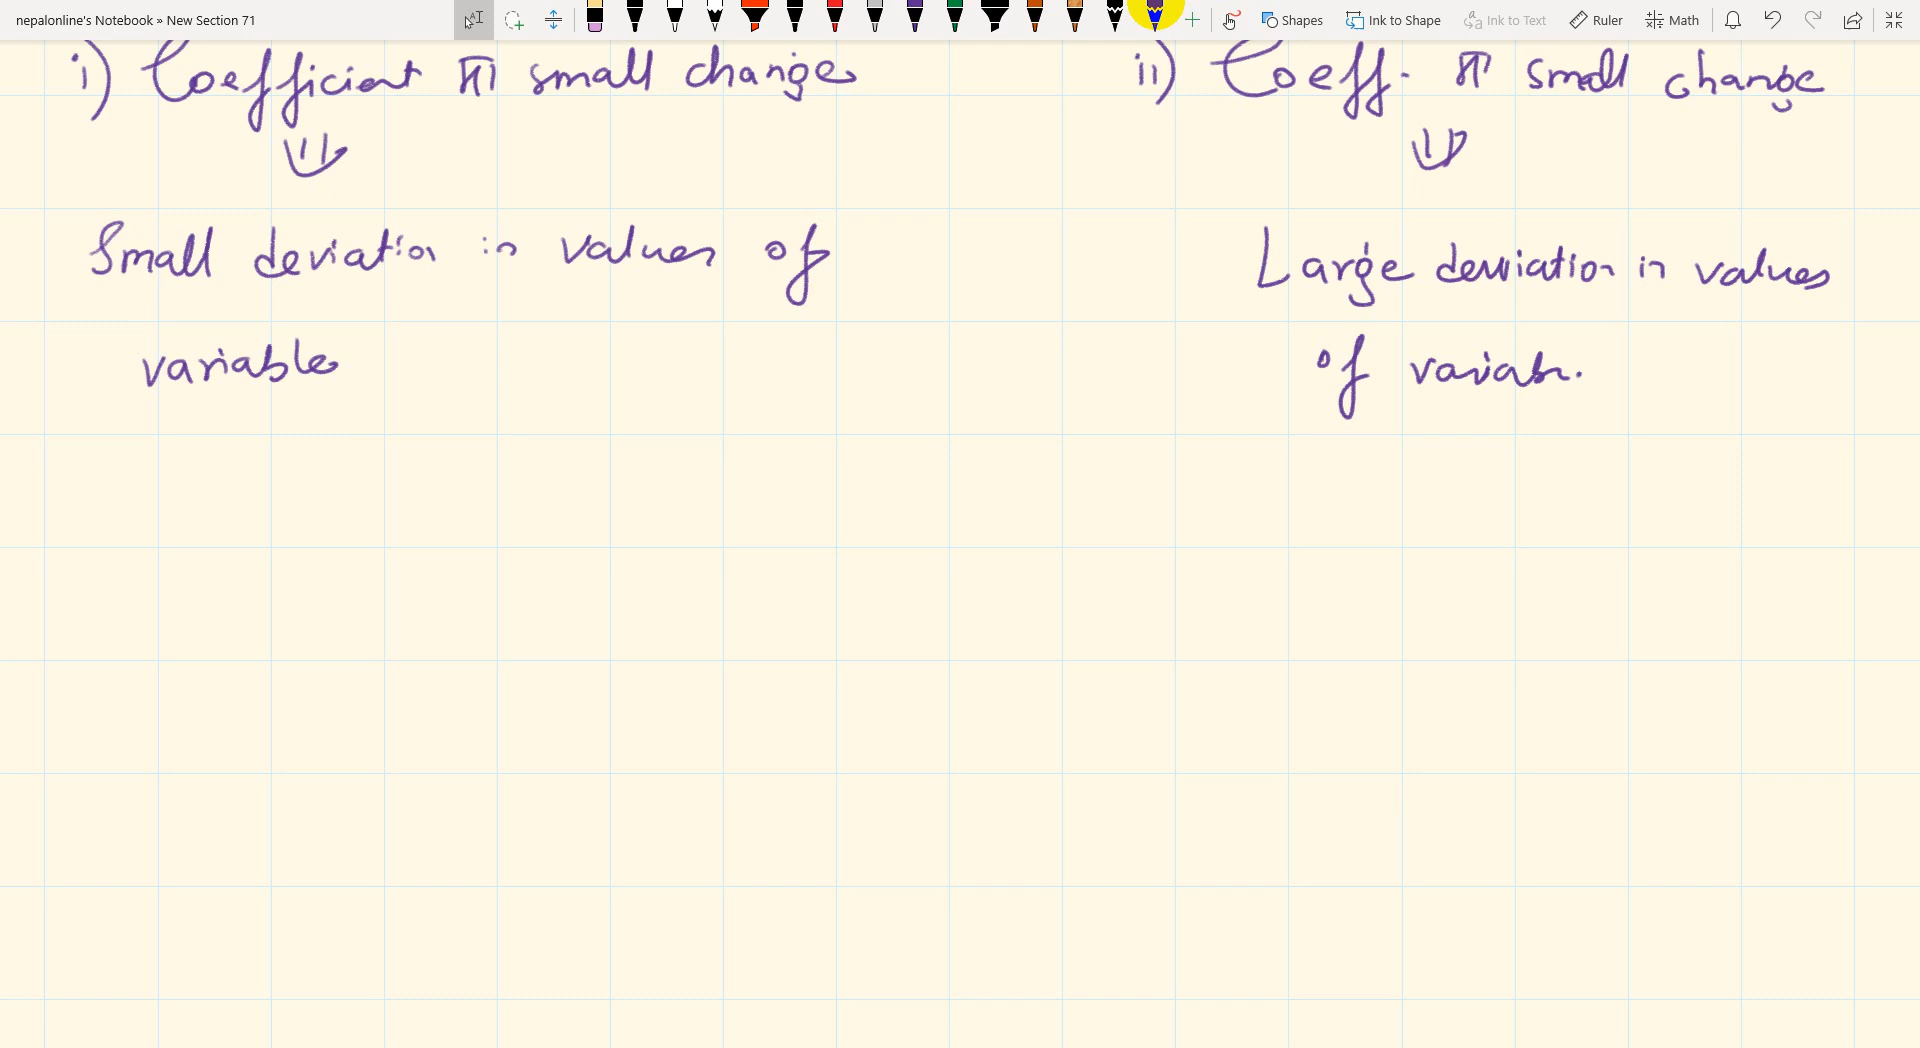 nepalonline's Notebook » New Section 71
Shapes Ink to Shape Ink to Text Ruler Math
i) Coefficient मा small change
ii) Coeff. मा small change
Small deviation in values of
variable
Large deviation in values
of variab.